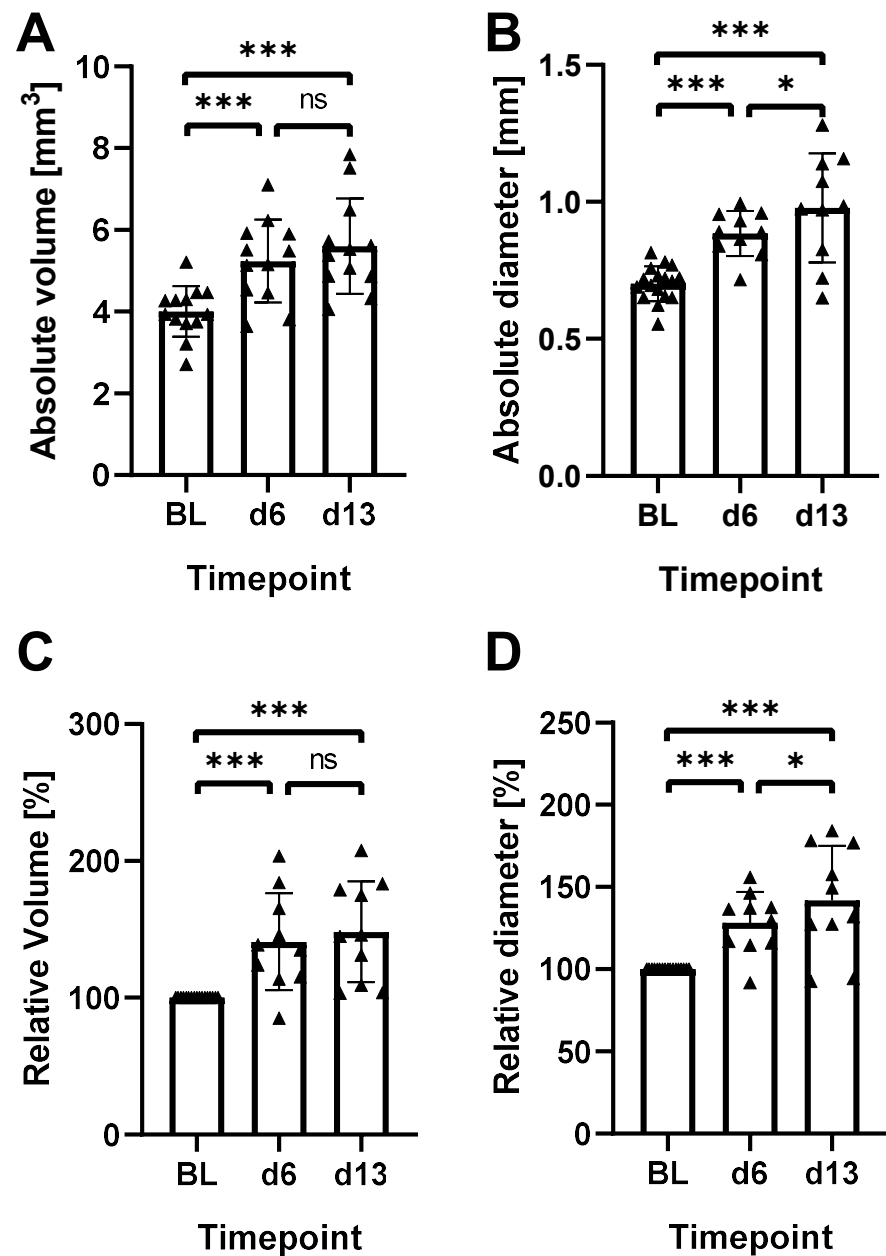 A
Absolute volume [mm³]
10
8
6
4
2
0
***
***
ns
BL d6 d13
Timepoint
B
Absolute diameter [mm]
1.5
1.0
0.5
0.0
***
***
*
BL d6 d13
Timepoint
C
Relative Volume [%]
300
200
100
0
***
***
ns
BL d6 d13
Timepoint
D
Relative diameter [%]
250
200
150
100
50
0
***
***
*
BL d6 d13
Timepoint